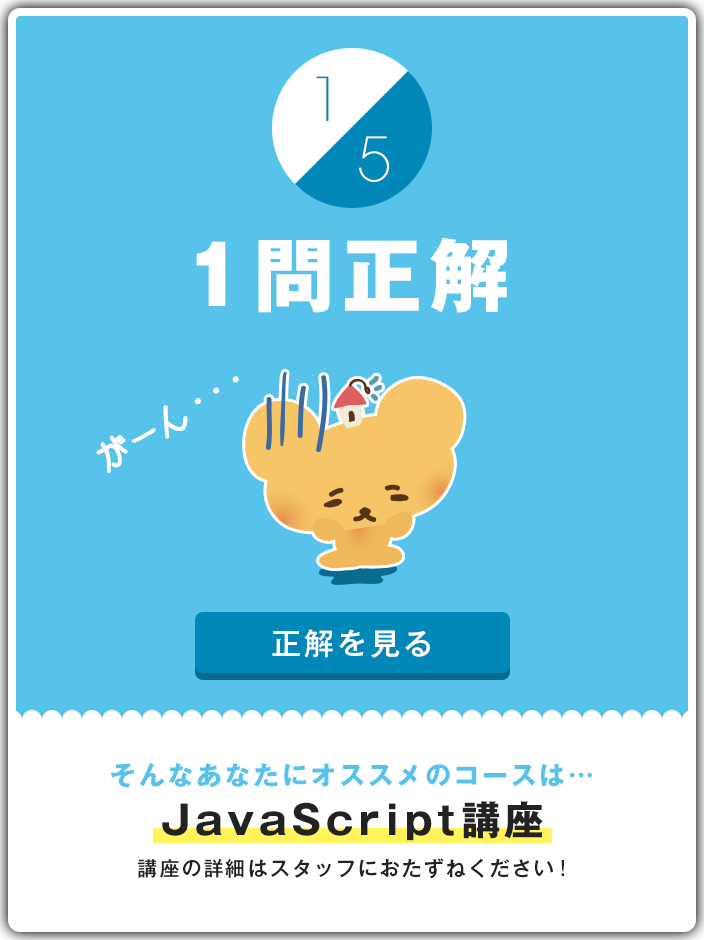 1
5
1問正解
がーん・・・
正解を見る
そんなあなたにオススメのコースは…
JavaScript講座
講座の詳細はスタッフにおたずねください！